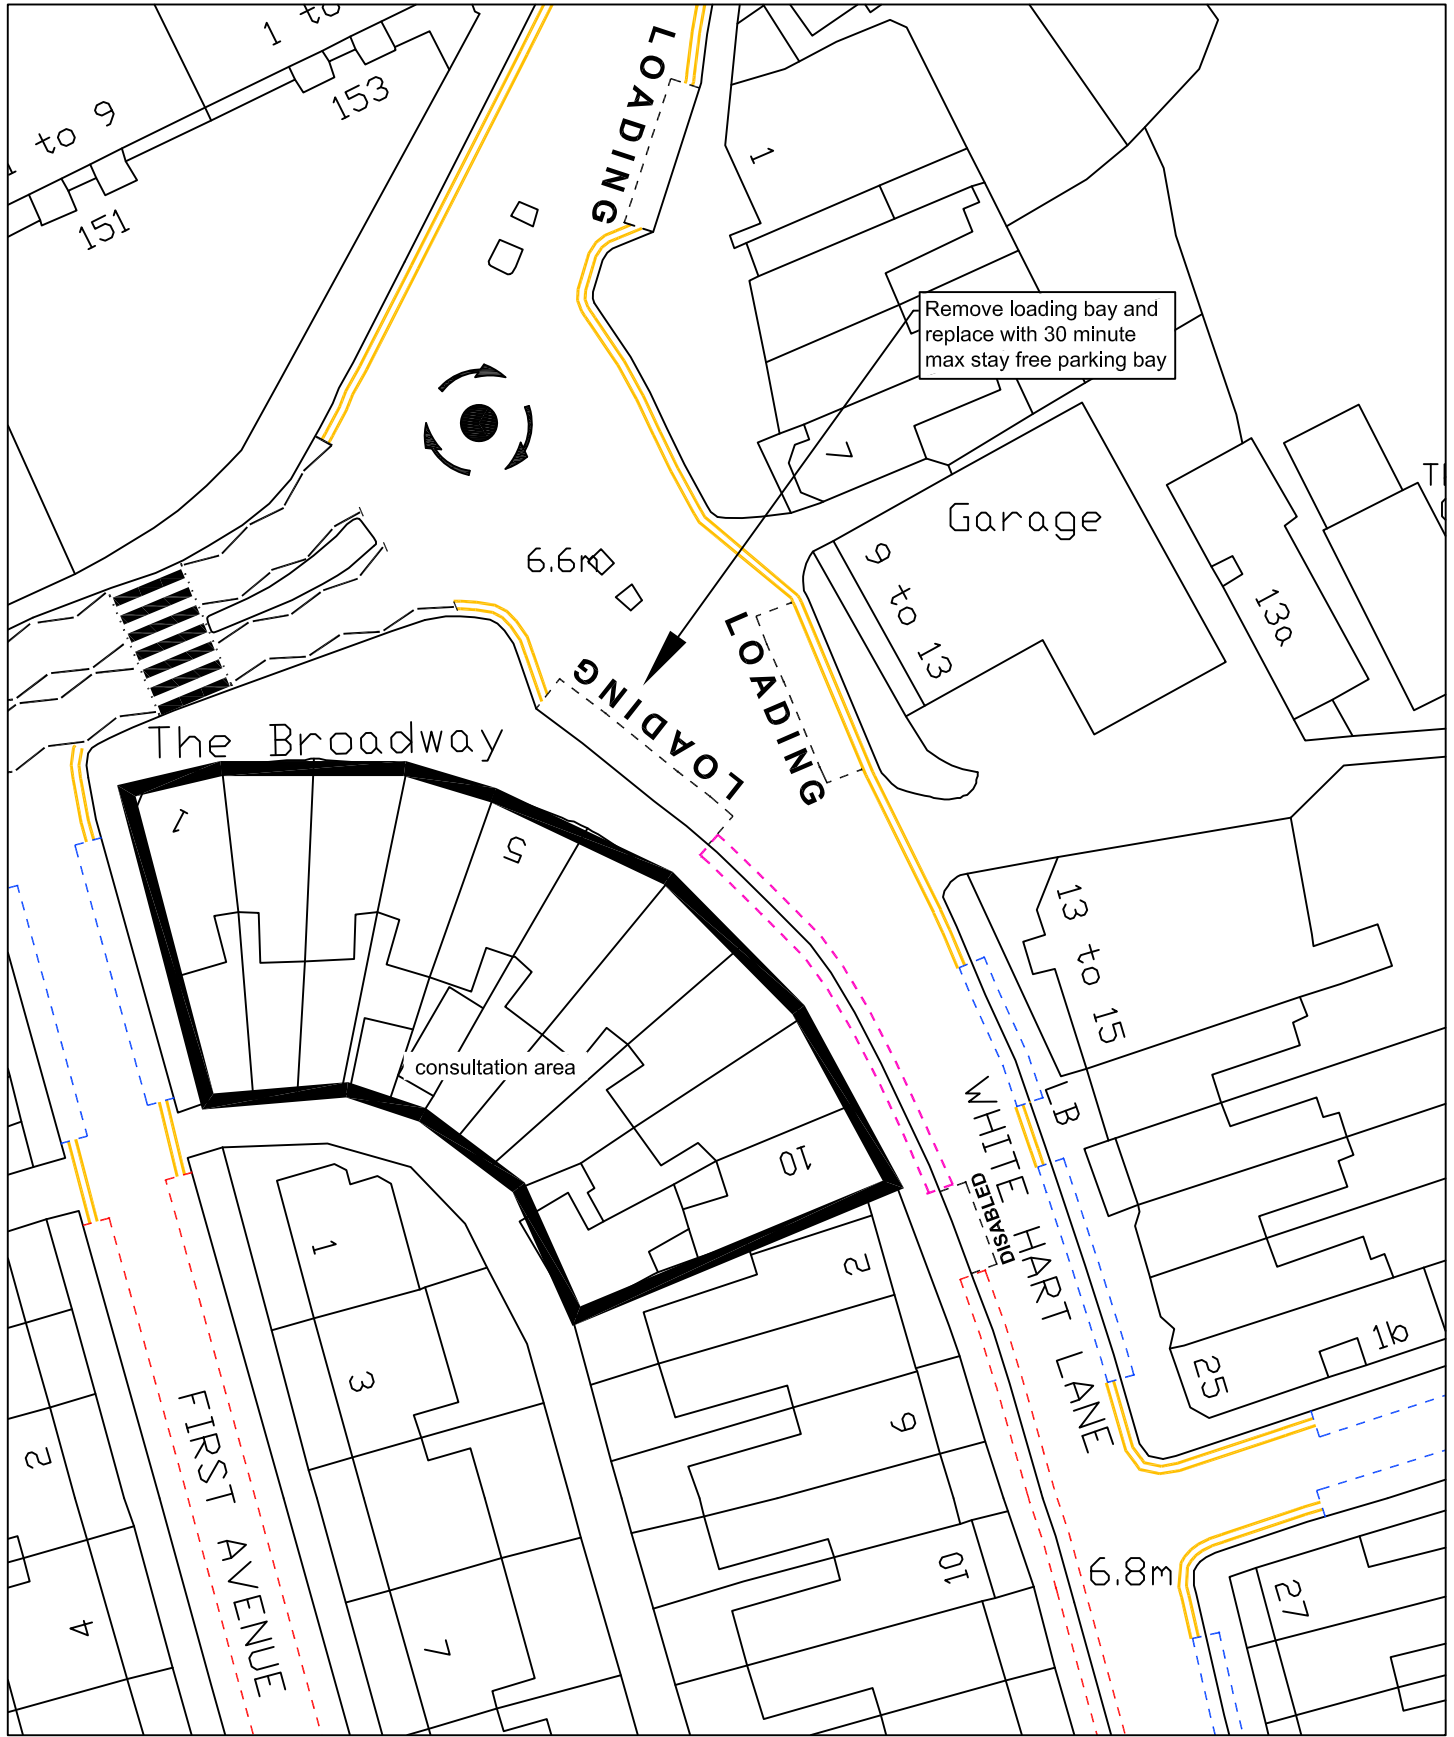 1 to
153
1 to 9
151
LOADING
1
Remove loading bay and
replace with 30 minute
max stay free parking bay
7
Garage
9 to 13
13a
6.6m
LOADING
LOADING
The Broadway
1
5
13 to 15
consultation area
LB
10
WHITE HART LANE
DISABLED
1
2
3
1b
25
9
2
FIRST AVENUE
10
6.8m
27
4
7